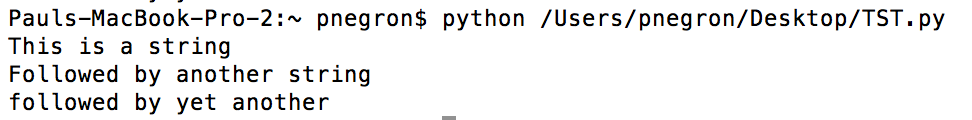 Pauls-MacBook-Pro-2:~ pnegron$ python /Users/pnegron/Desktop/TST.py
This is a string
Followed by another string
followed by yet another